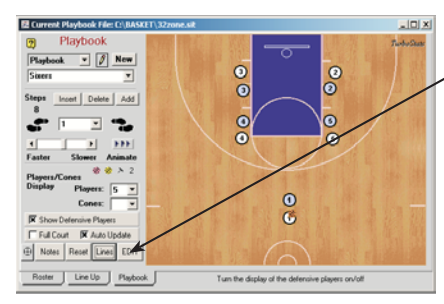 Current Playbook File: C:\BASKET\32zone.sit
Playbook
TurboStats
Playbook New
Sixers
Steps Insert Delete Add
8
1
Faster Slower Animate
2
Players/Cones
Display Players: 5
Cones:
Show Defensive Players
Full Court Auto Update
Notes Reset Lines EDIT
Roster Line Up Playbook
Turn the display of the defensive players on/off
3 2
3 2
4 5
4
1